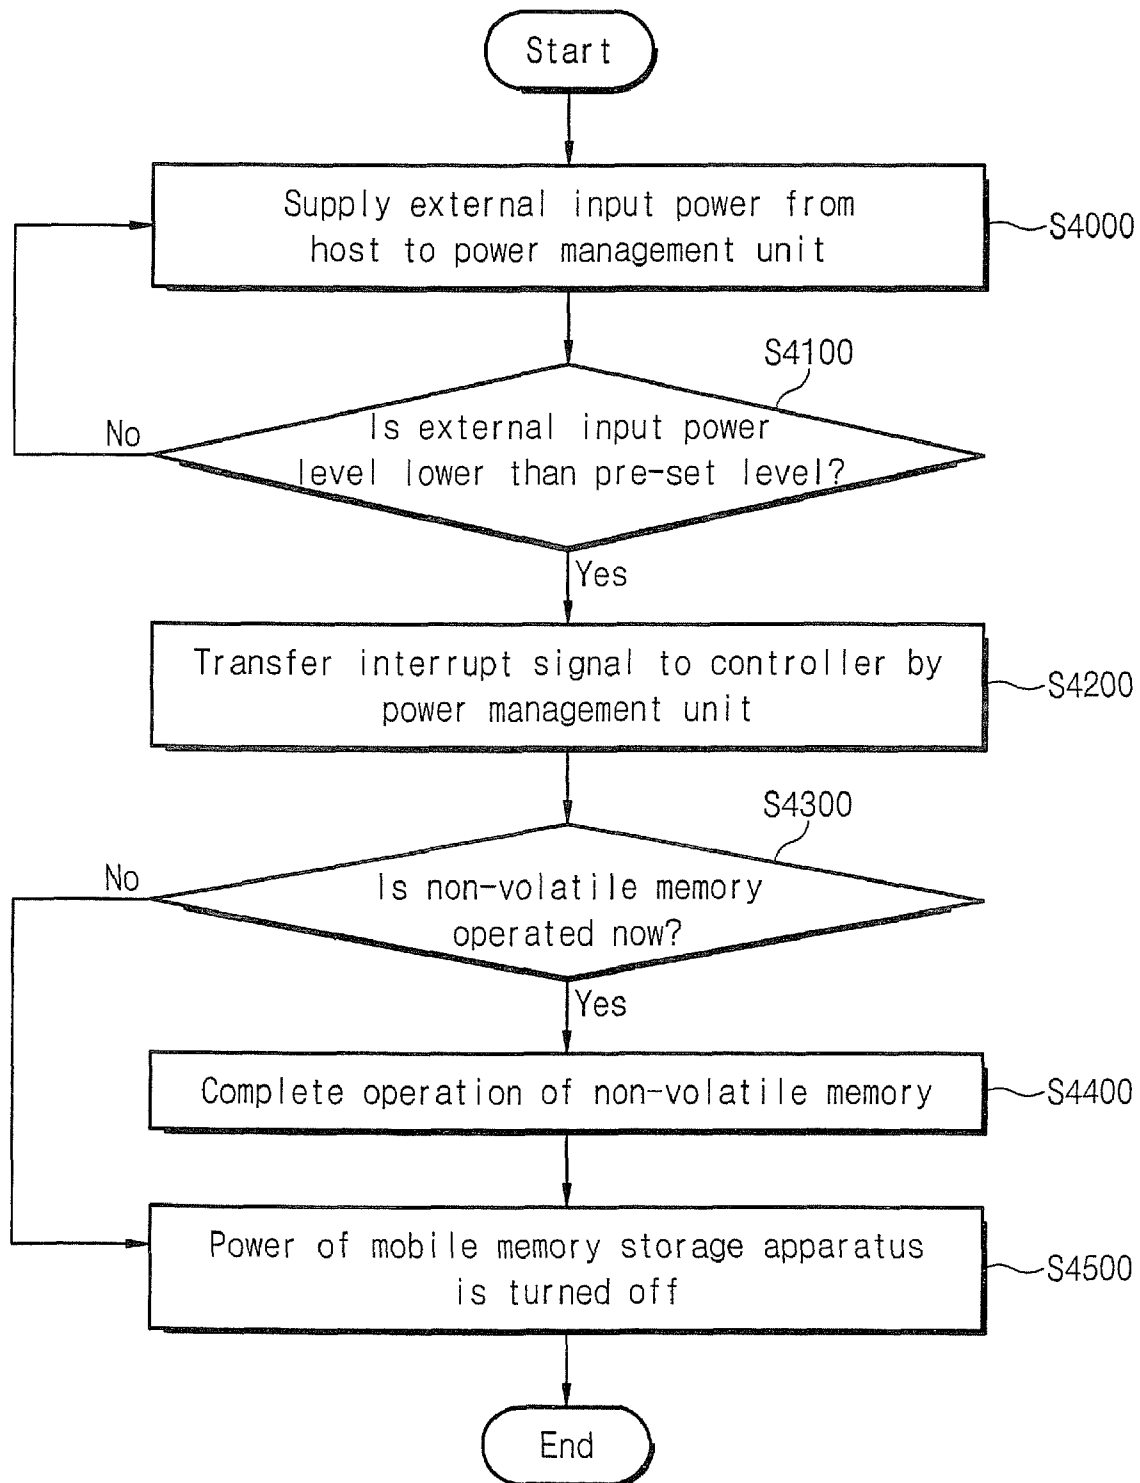 Start
Supply external input power from
host to power management unit
S4000
S4100
Is external input power
level lower than pre-set level?
No
Yes
Transfer interrupt signal to controller by
power management unit
S4200
S4300
No
Is non-volatile memory
operated now?
Yes
Complete operation of non-volatile memory
S4400
Power of mobile memory storage apparatus
is turned off
S4500
End